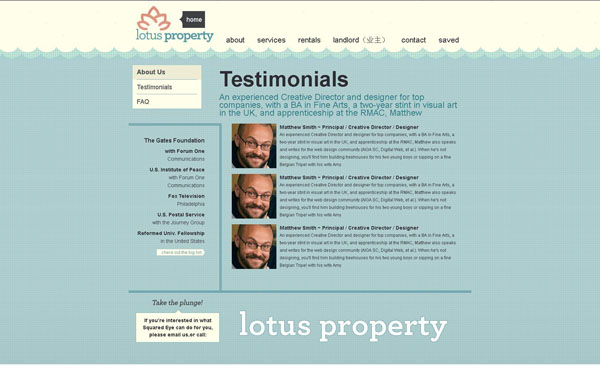 home
lotus property
about services rentals landlord（业主） contact saved
About Us
Testimonials
FAQ
Testimonials
An experienced Creative Director and designer for top
companies, with a BA in Fine Arts, a two-year stint in visual art
in the UK, and apprenticeship at the RMAC, Matthew
The Gates Foundation
with Forum One
Communications
U.S. Institute of Peace
with Forum One
Communications
Fox Television
Philadelphia
U.S. Postal Service
with the Journey Group
Reformed Univ. Fellowship
in the United States
check out the big list
Matthew Smith ~ Principal / Creative Director / Designer
An experienced Creative Director and designer for top companies, with a BA in Fine Arts, a
two-year stint in visual art in the UK, and apprenticeship at the RMAC, Matthew also speaks
and writes for the web design community (AIGA SC, Digital Web, et al.). When he's not
designing, you'll find him building treehouses for his two young boys or sipping on a fine
Belgian Tripel with his wife Amy.
Matthew Smith ~ Principal / Creative Director / Designer
An experienced Creative Director and designer for top companies, with a BA in Fine Arts, a
two-year stint in visual art in the UK, and apprenticeship at the RMAC, Matthew also speaks
and writes for the web design community (AIGA SC, Digital Web, et al.). When he's not
designing, you'll find him building treehouses for his two young boys or sipping on a fine
Belgian Tripel with his wife Amy.
Matthew Smith ~ Principal / Creative Director / Designer
An experienced Creative Director and designer for top companies, with a BA in Fine Arts, a
two-year stint in visual art in the UK, and apprenticeship at the RMAC, Matthew also speaks
and writes for the web design community (AIGA SC, Digital Web, et al.). When he's not
designing, you'll find him building treehouses for his two young boys or sipping on a fine
Belgian Tripel with his wife Amy.
Take the plunge!
If you're interested in what
Squared Eye can do for you,
please email us,or call:
lotus property